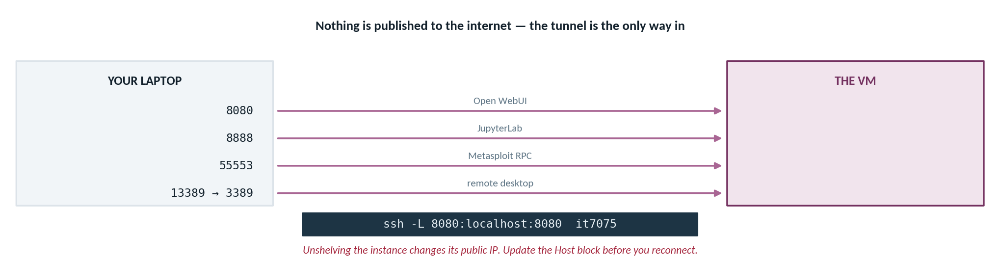 Nothing is published to the internet — the tunnel is the only way in
YOUR LAPTOP
THE VM
8080
Open WebUI
8888
JupyterLab
55553
Metasploit RPC
13389 → 3389
remote desktop
ssh -L 8080:localhost:8080  it7075
Unshelving the instance changes its public IP. Update the Host block before you reconnect.